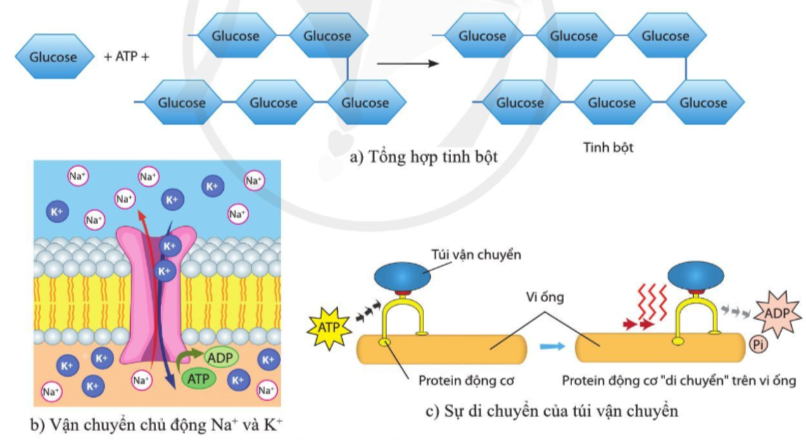 Glucose + ATP + Glucose Glucose Glucose Glucose Glucose
Glucose Glucose Glucose Glucose Glucose Glucose
Tinh bột
a) Tổng hợp tinh bột
Na⁺ Na⁺ K+ Na⁺
Na⁺ K+
K+ Na⁺ Na⁺
K+
K+
K+ K+ ADP K+
Na⁺ K+ Na⁺ ATP K+ Na⁺
b) Vận chuyển chủ động Na⁺ và K⁺
Túi vận chuyển
Vi ống
ATP
ADP
Pi
Protein động cơ
Protein động cơ "di chuyển" trên vi ống
c) Sự di chuyển của túi vận chuyển